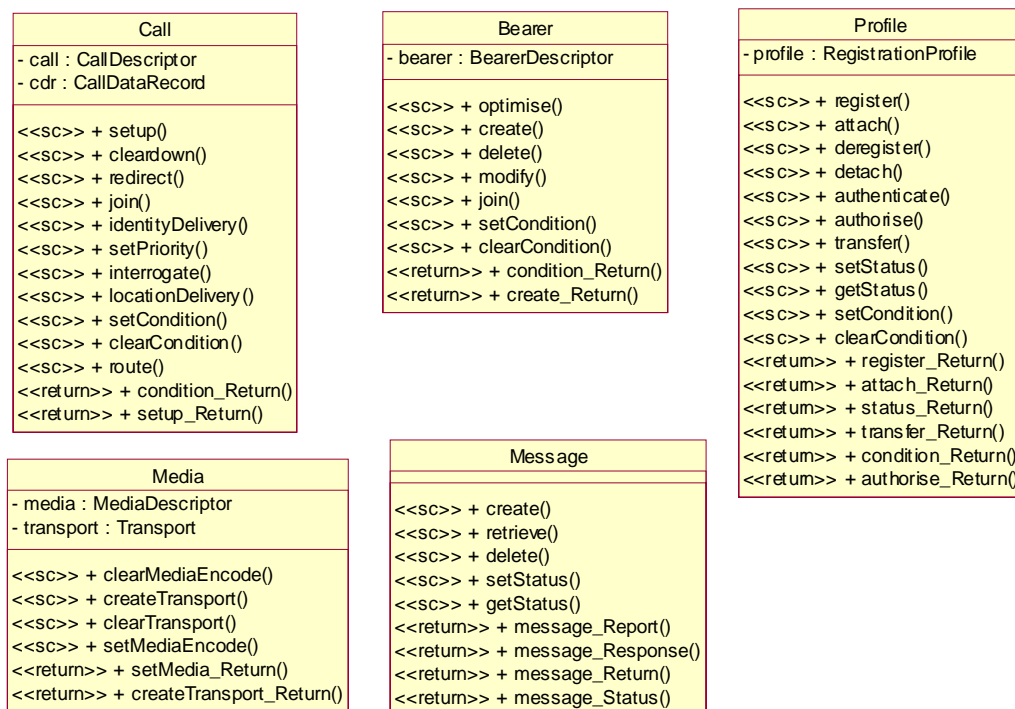 Call
- call : CallDescriptor
- cdr : CallDataRecord
<<sc>> + setup()
<<sc>> + cleardown()
<<sc>> + redirect()
<<sc>> + join()
<<sc>> + identityDelivery()
<<sc>> + setPriority()
<<sc>> + interrogate()
<<sc>> + locationDelivery()
<<sc>> + setCondition()
<<sc>> + clearCondition()
<<sc>> + route()
<<return>> + condition_Return()
<<return>> + setup_Return()
Bearer
- bearer : BearerDescriptor
<<sc>> + optimise()
<<sc>> + create()
<<sc>> + delete()
<<sc>> + modify()
<<sc>> + join()
<<sc>> + setCondition()
<<sc>> + clearCondition()
<<return>> + condition_Return()
<<return>> + create_Return()
Profile
- profile : RegistrationProfile
<<sc>> + register()
<<sc>> + attach()
<<sc>> + deregister()
<<sc>> + detach()
<<sc>> + authenticate()
<<sc>> + authorise()
<<sc>> + transfer()
<<sc>> + setStatus()
<<sc>> + getStatus()
<<sc>> + setCondition()
<<sc>> + clearCondition()
<<return>> + register_Return()
<<return>> + attach_Return()
<<return>> + status_Return()
<<return>> + transfer_Return()
<<return>> + condition_Return()
<<return>> + authorise_Return()
Media
- media : MediaDescriptor
- transport : Transport
<<sc>> + clearMediaEncode()
<<sc>> + createTransport()
<<sc>> + clearTransport()
<<sc>> + setMediaEncode()
<<return>> + setMedia_Return()
<<return>> + createTransport_Return()
Message
<<sc>> + create()
<<sc>> + retrieve()
<<sc>> + delete()
<<sc>> + setStatus()
<<sc>> + getStatus()
<<return>> + message_Report()
<<return>> + message_Response()
<<return>> + message_Return()
<<return>> + message_Status()